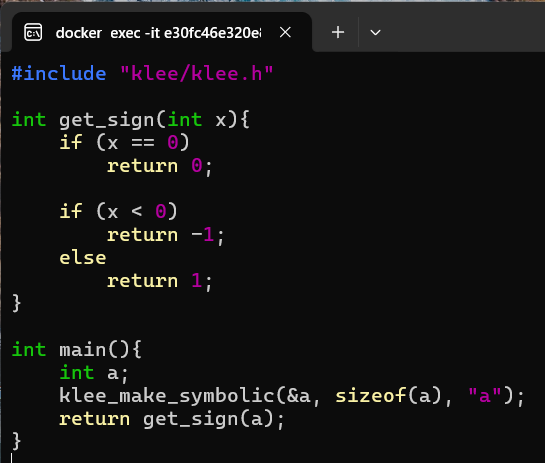 docker exec -it e30fc46e320e
#include "klee/klee.h"
int get_sign(int x){
    if (x == 0)
        return 0;
    if (x < 0)
        return -1;
    else
        return 1;
}
int main(){
    int a;
    klee_make_symbolic(&a, sizeof(a), "a");
    return get_sign(a);
}